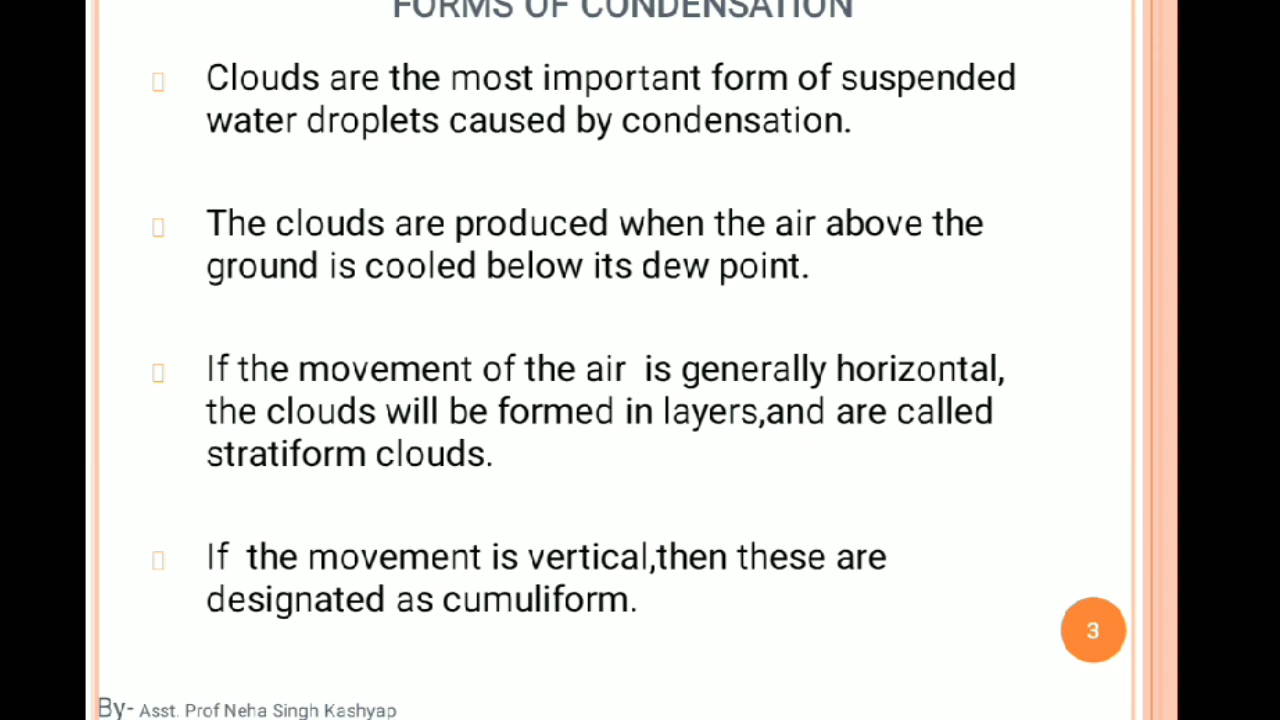 FORMS OF CONDENSATION
Clouds are the most important form of suspended
water droplets caused by condensation.
The clouds are produced when the air above the
ground is cooled below its dew point.
If the movement of the air  is generally horizontal,
the clouds will be formed in layers,and are called
stratiform clouds.
If  the movement is vertical,then these are
designated as cumuliform.
3
By- Asst. Prof Neha Singh Kashyap